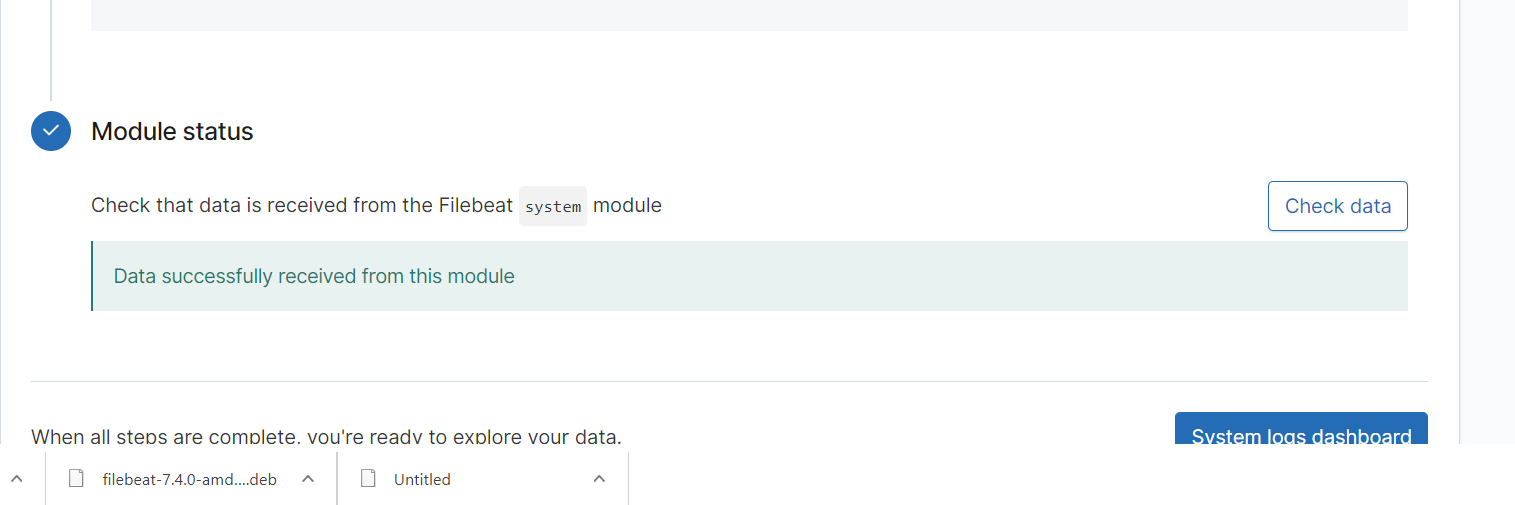 Module status
Check that data is received from the Filebeat system module
Check data
Data successfully received from this module
When all steps are complete, you're ready to explore your data.
System logs dashboard
filebeat-7.4.0-amd....deb
Untitled